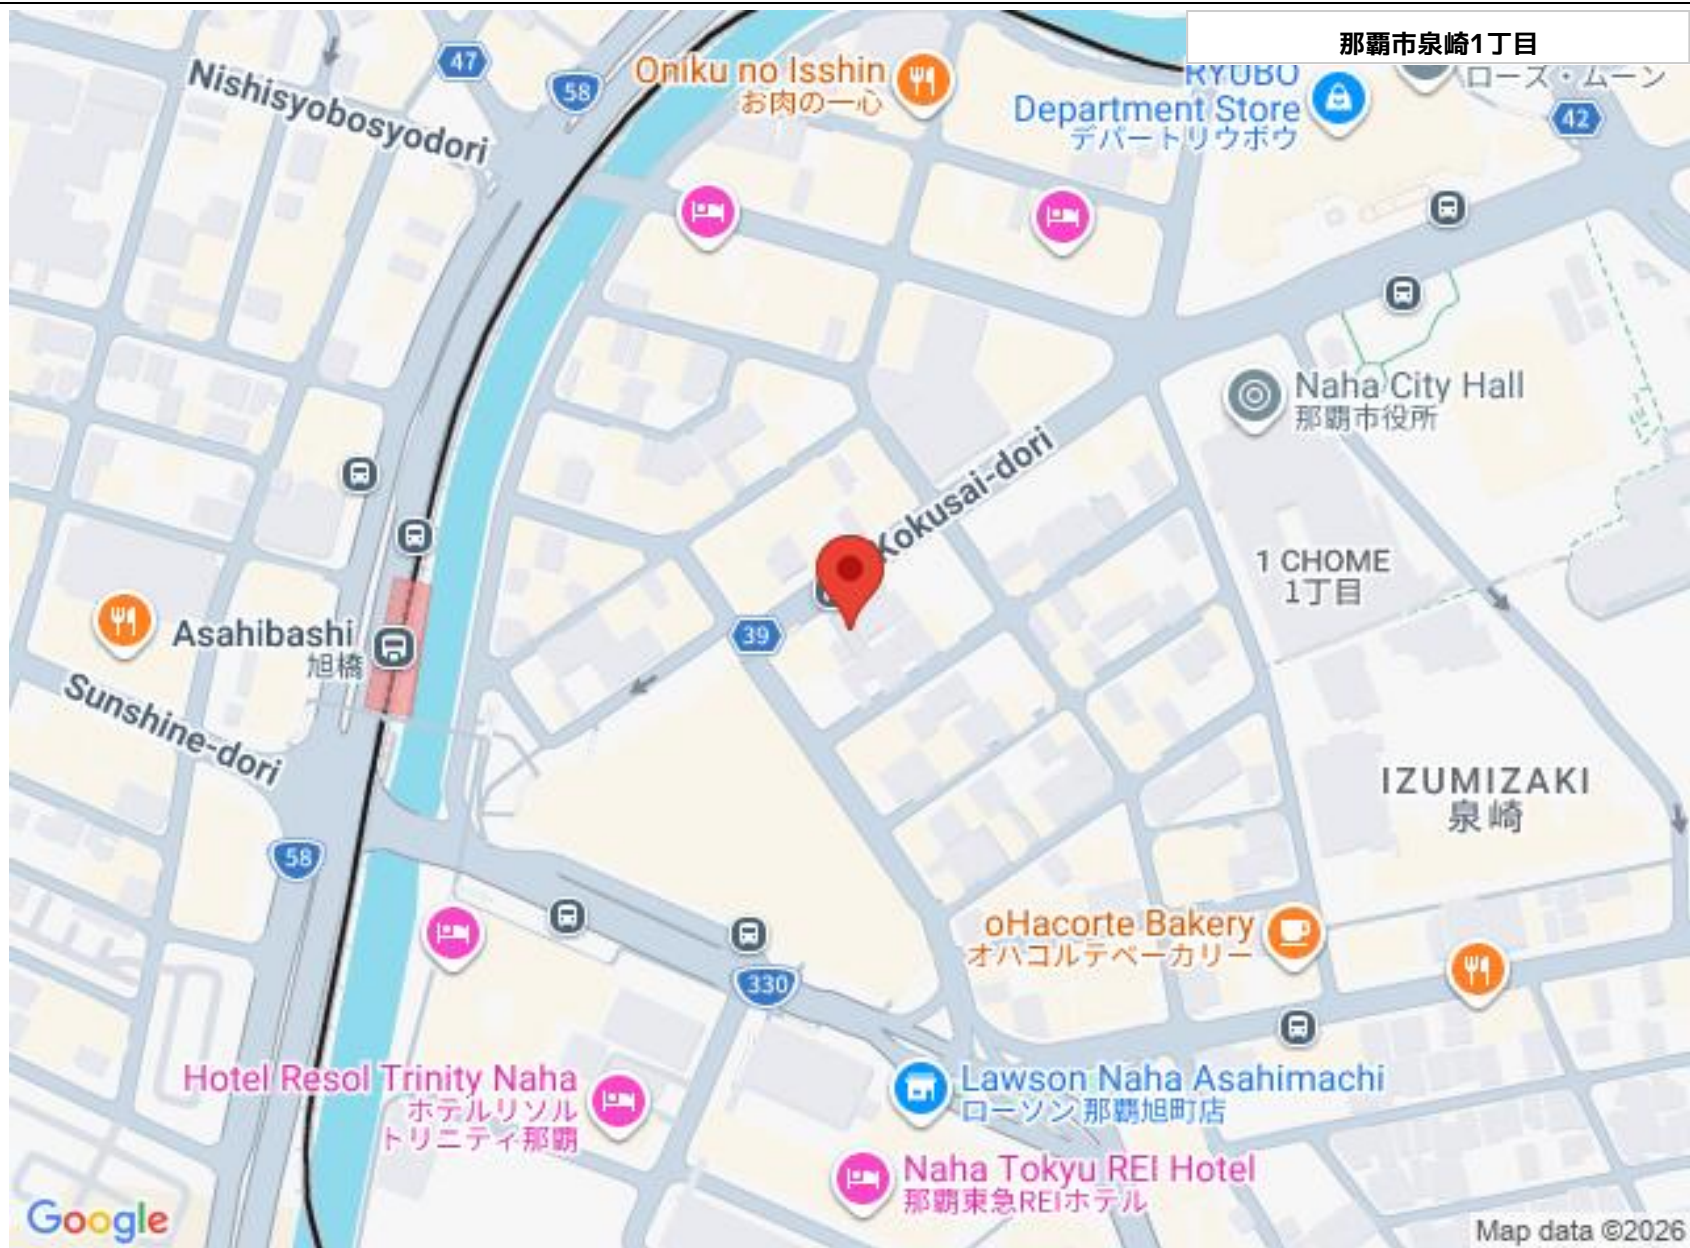 那覇市泉崎1丁目
47
58
Nishisyobosyodori
Oniku no Isshin
お肉の一心
RYUBO
Department Store
デパートリウボウ
ローズ・ムーン
42
Naha City Hall
那覇市役所
Kokusai-dori
1 CHOME
1丁目
39
Asahibashi
旭橋
Sunshine-dori
IZUMIZAKI
泉崎
58
oHacorte Bakery
オハコルテベーカリー
330
Hotel Resol Trinity Naha
ホテルリソル
トリニティ那覇
Lawson Naha Asahimachi
ローソン 那覇旭町店
Naha Tokyu REI Hotel
那覇東急REIホテル
Google
Map data ©2026